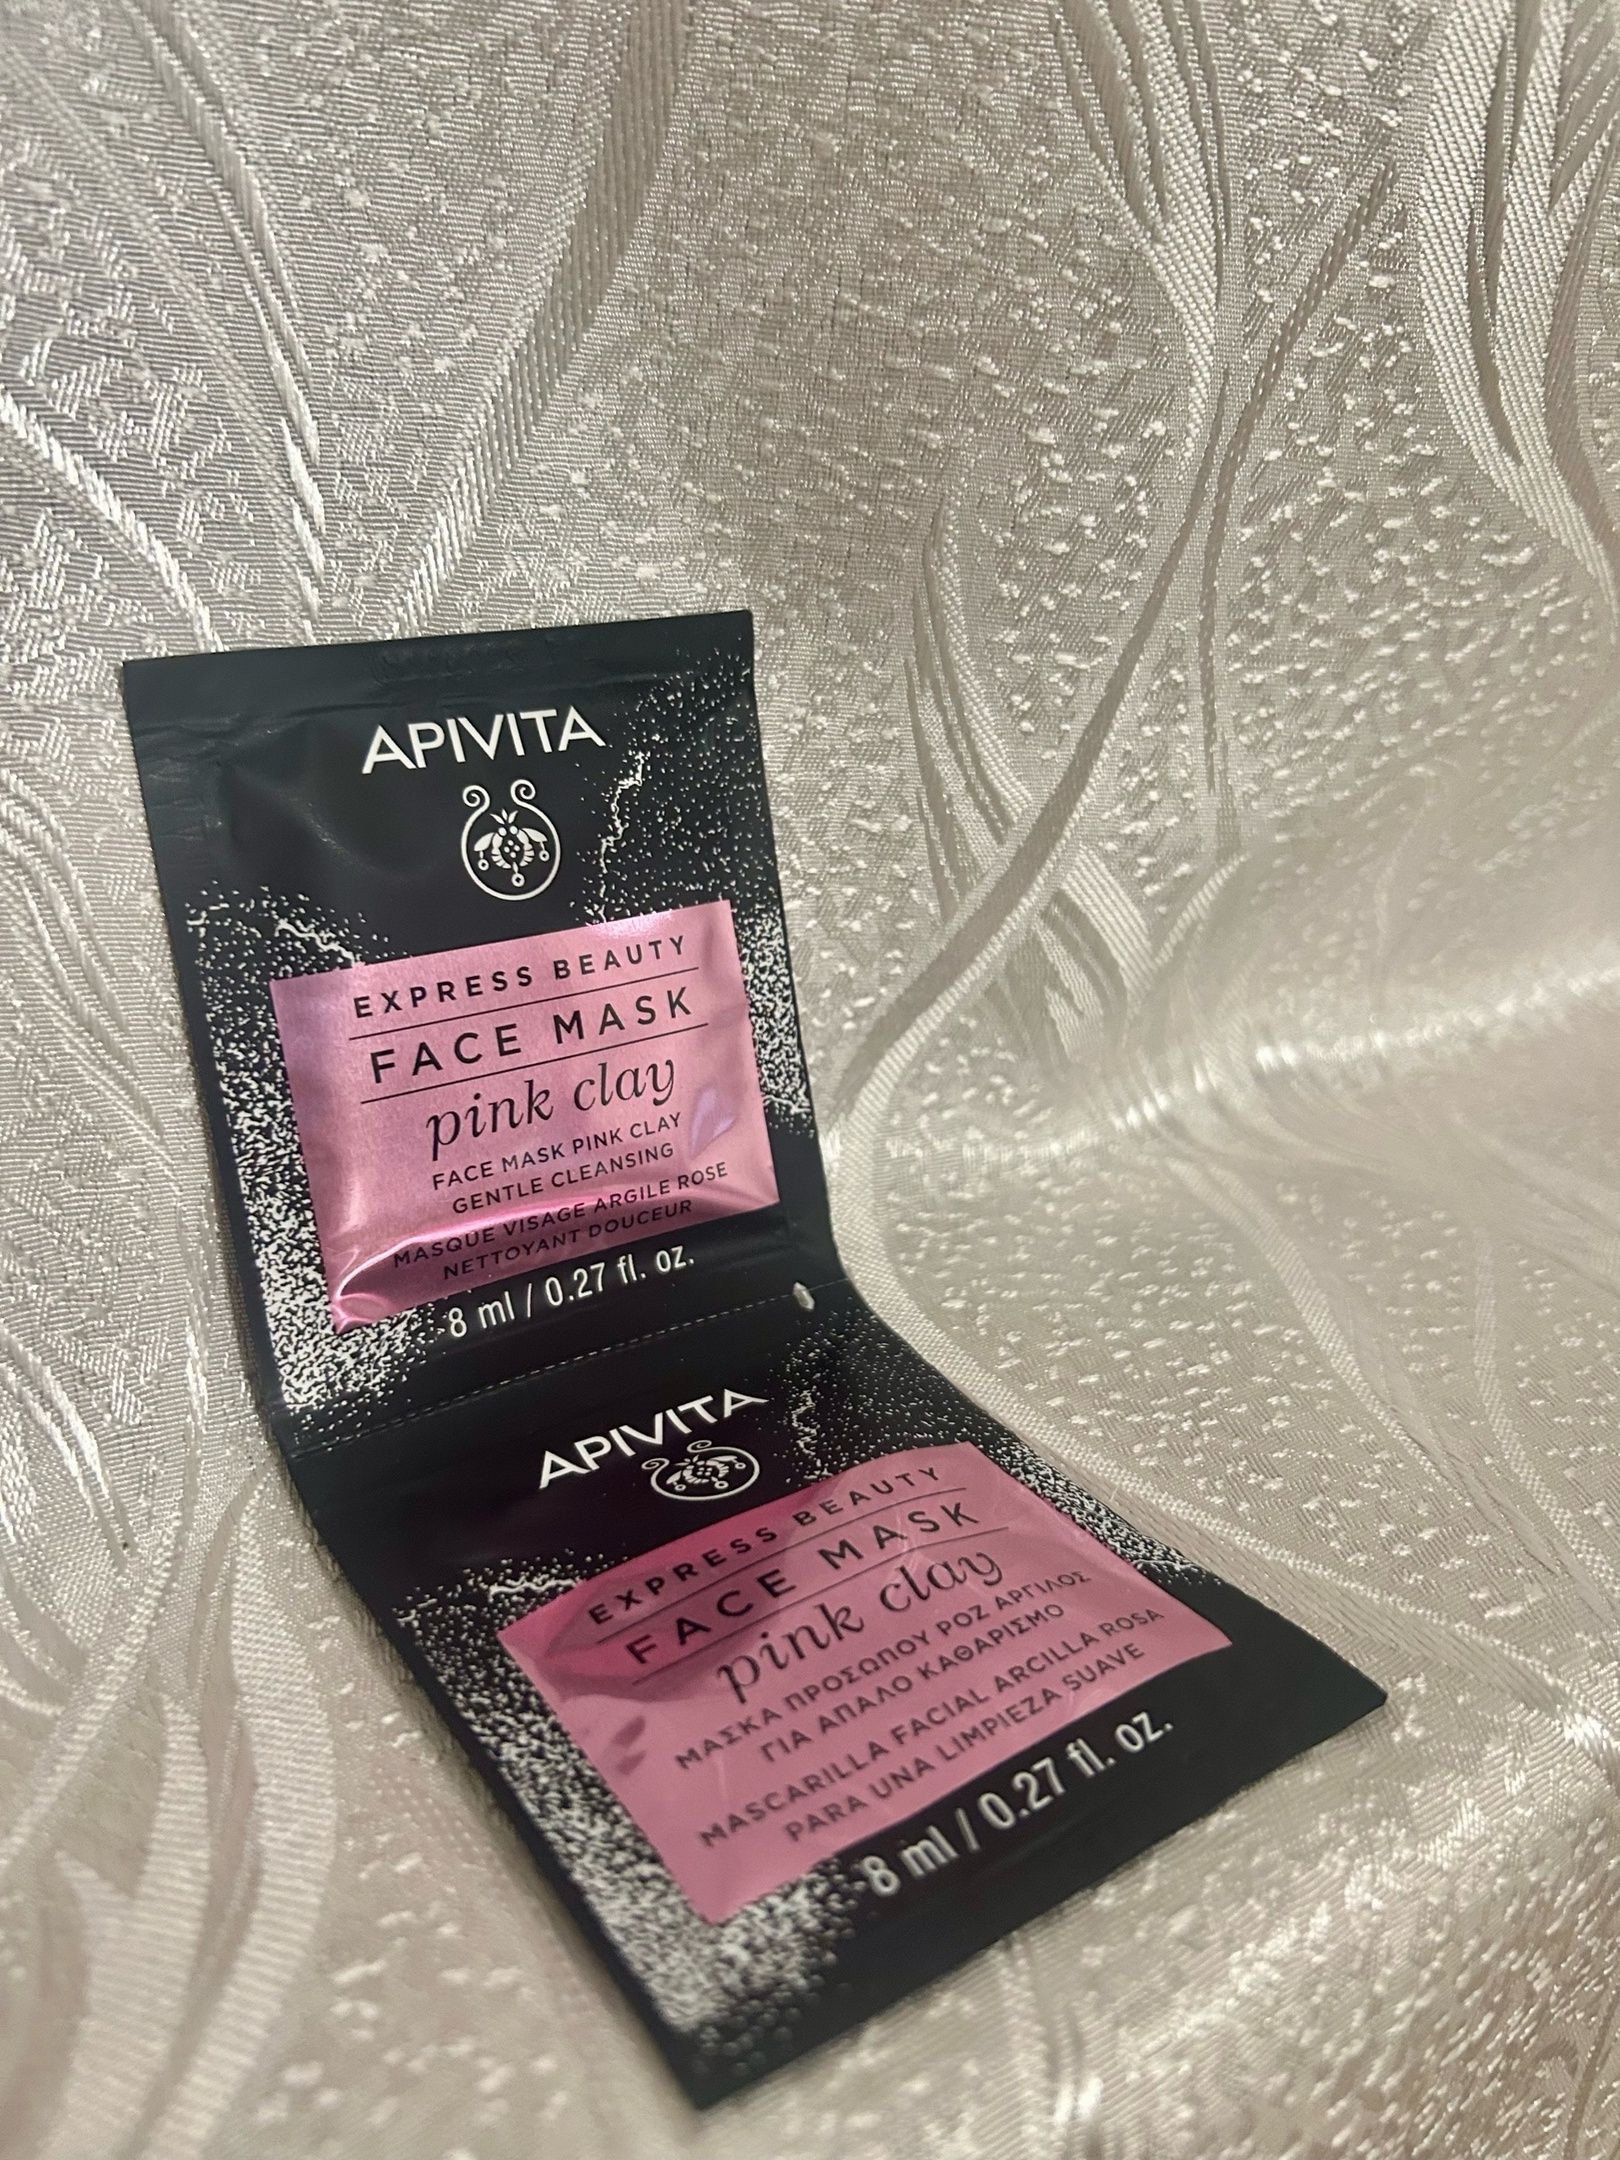 APIVITA
EXPRESS BEAUTY
FACE MASK
pink clay
FACE MASK PINK CLAY
GENTLE CLEANSING
MASQUE VISAGE ARGILE ROSE
NETTOYANT DOUCEUR
8 ml / 0.27 fl. oz.
APIVITA
EXPRESS BEAUTY
FACE MASK
pink clay
ΜΑΣΚΑ ΠΡΟΣΩΠΟΥ ΡΟΖ ΑΡΓΙΛΟΣ
ΓΙΑ ΑΠΑΛΟ ΚΑΘΑΡΙΣΜΟ
MASCARILLA FACIAL ARCILLA ROSA
PARA UNA LIMPIEZA SUAVE
8 ml / 0.27 fl. oz.